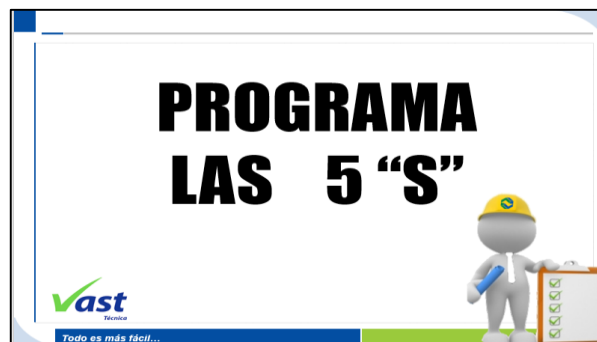 PROGRAMA
LAS 5 “S”
Vast
Técnica
Todo es más fácil...